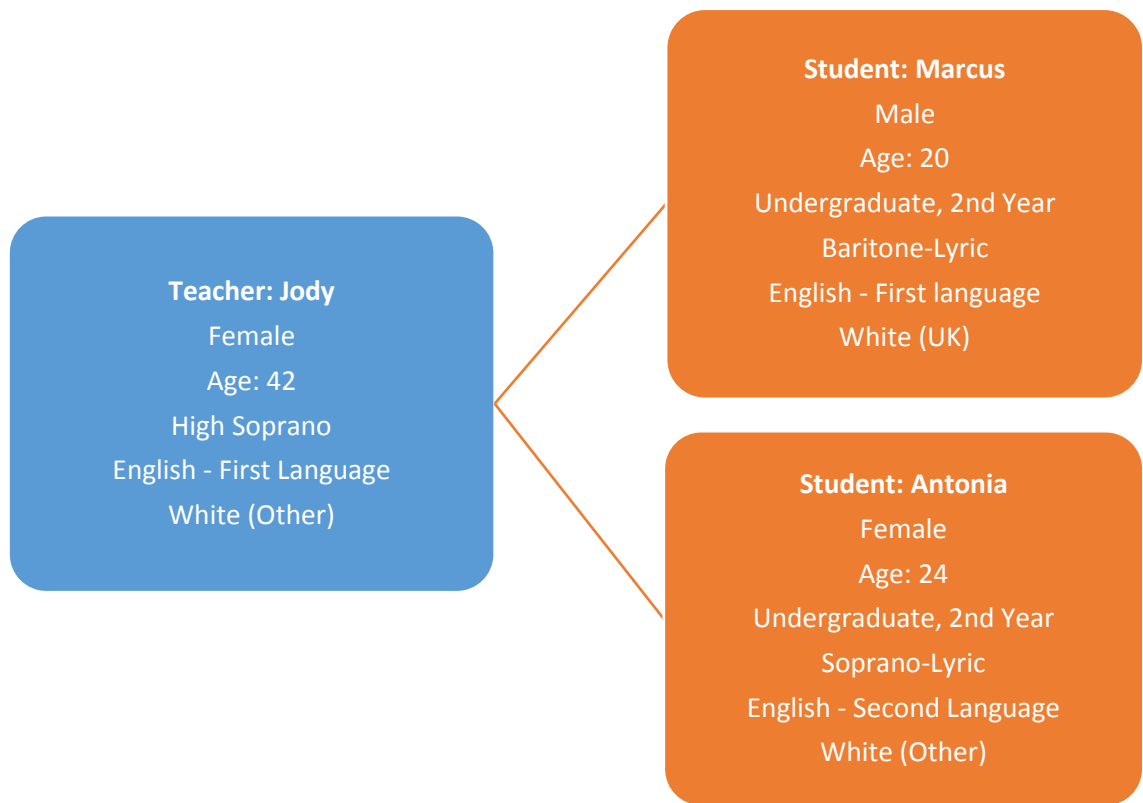 Teacher: Jody
Female
Age: 42
High Soprano
English - First Language
White (Other)
Student: Marcus
Male
Age: 20
Undergraduate, 2nd Year
Baritone-Lyric
English - First language
White (UK)
Student: Antonia
Female
Age: 24
Undergraduate, 2nd Year
Soprano-Lyric
English - Second Language
White (Other)